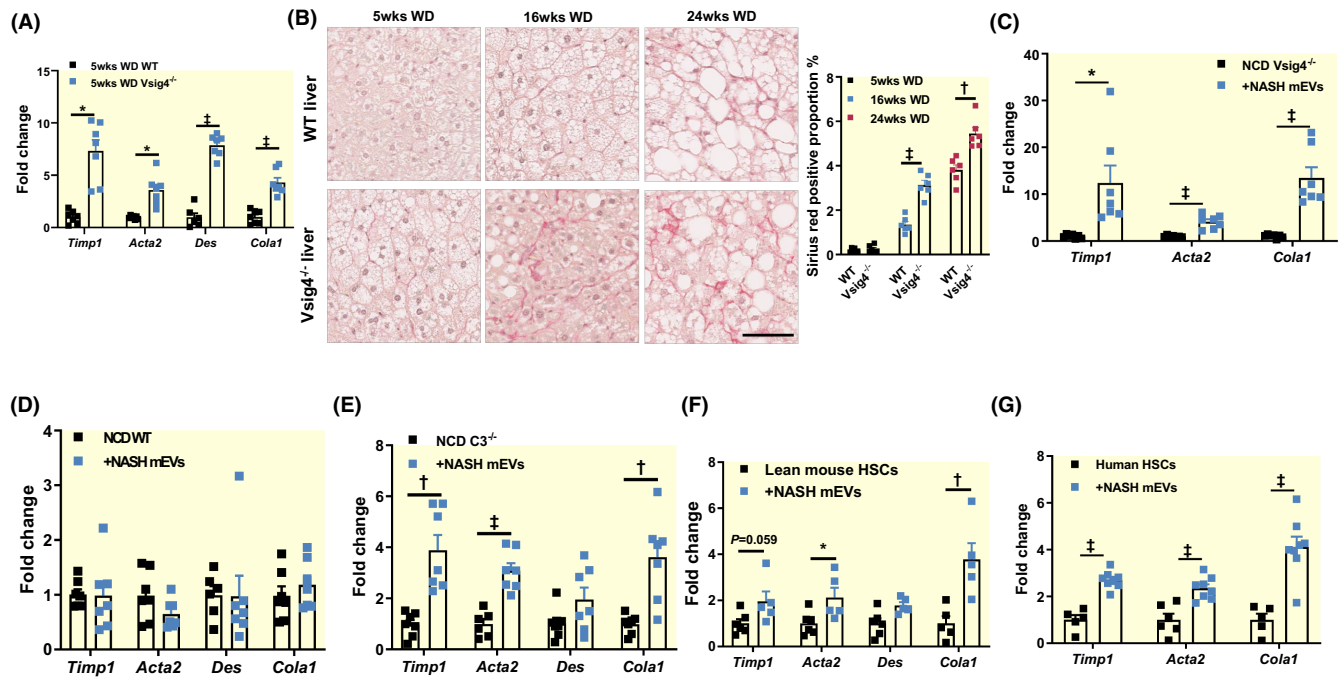 (A)
5wks WD WT
5wks WD Vsig4-/-
Fold change
15
10
5
0
*
*
‡
‡
Timp1 Acta2 Des Cola1
(B)
5wks WD 16wks WD 24wks WD
WT liver
Vsig4-/- liver
5wks WD
16wks WD
24wks WD
Sirius red positive proportion %
8
6
4
2
0
‡
†
WT
Vsig4-/-
WT
Vsig4-/-
WT
Vsig4-/-
(C)
NCD Vsig4-/-
+NASH mEVs
Fold change
40
30
20
10
0
*
‡
‡
Timp1 Acta2 Cola1
(D)
NCD WT
+NASH mEVs
Fold change
4
3
2
1
0
Timp1 Acta2 Des Cola1
(E)
NCD C3-/-
+NASH mEVs
Fold change
8
6
4
2
0
†
‡
†
Timp1 Acta2 Des Cola1
(F)
Lean mouse HSCs
+NASH mEVs
Fold change
8
6
4
2
0
P=0.059
*
†
Timp1 Acta2 Des Cola1
(G)
Human HSCs
+NASH mEVs
Fold change
8
6
4
2
0
‡
‡
‡
Timp1 Acta2 Cola1